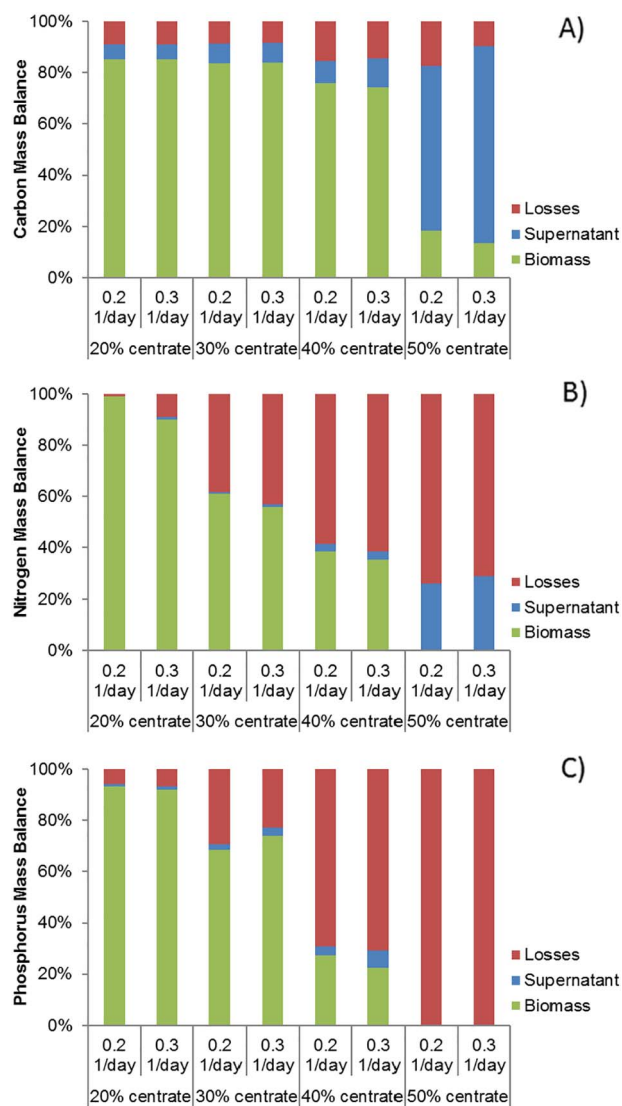 A)
Carbon Mass Balance
100%
80%
60%
40%
20%
0%
Losses
Supernatant
Biomass
0.2 0.3 0.2 0.3 0.2 0.3 0.2 0.3
1/day 1/day 1/day 1/day 1/day 1/day 1/day 1/day
20% centrate 30% centrate 40% centrate 50% centrate
B)
Nitrogen Mass Balance
100%
80%
60%
40%
20%
0%
Losses
Supernatant
Biomass
0.2 0.3 0.2 0.3 0.2 0.3 0.2 0.3
1/day 1/day 1/day 1/day 1/day 1/day 1/day 1/day
20% centrate 30% centrate 40% centrate 50% centrate
C)
Phosphorus Mass Balance
100%
80%
60%
40%
20%
0%
Losses
Supernatant
Biomass
0.2 0.3 0.2 0.3 0.2 0.3 0.2 0.3
1/day 1/day 1/day 1/day 1/day 1/day 1/day 1/day
20% centrate 30% centrate 40% centrate 50% centrate